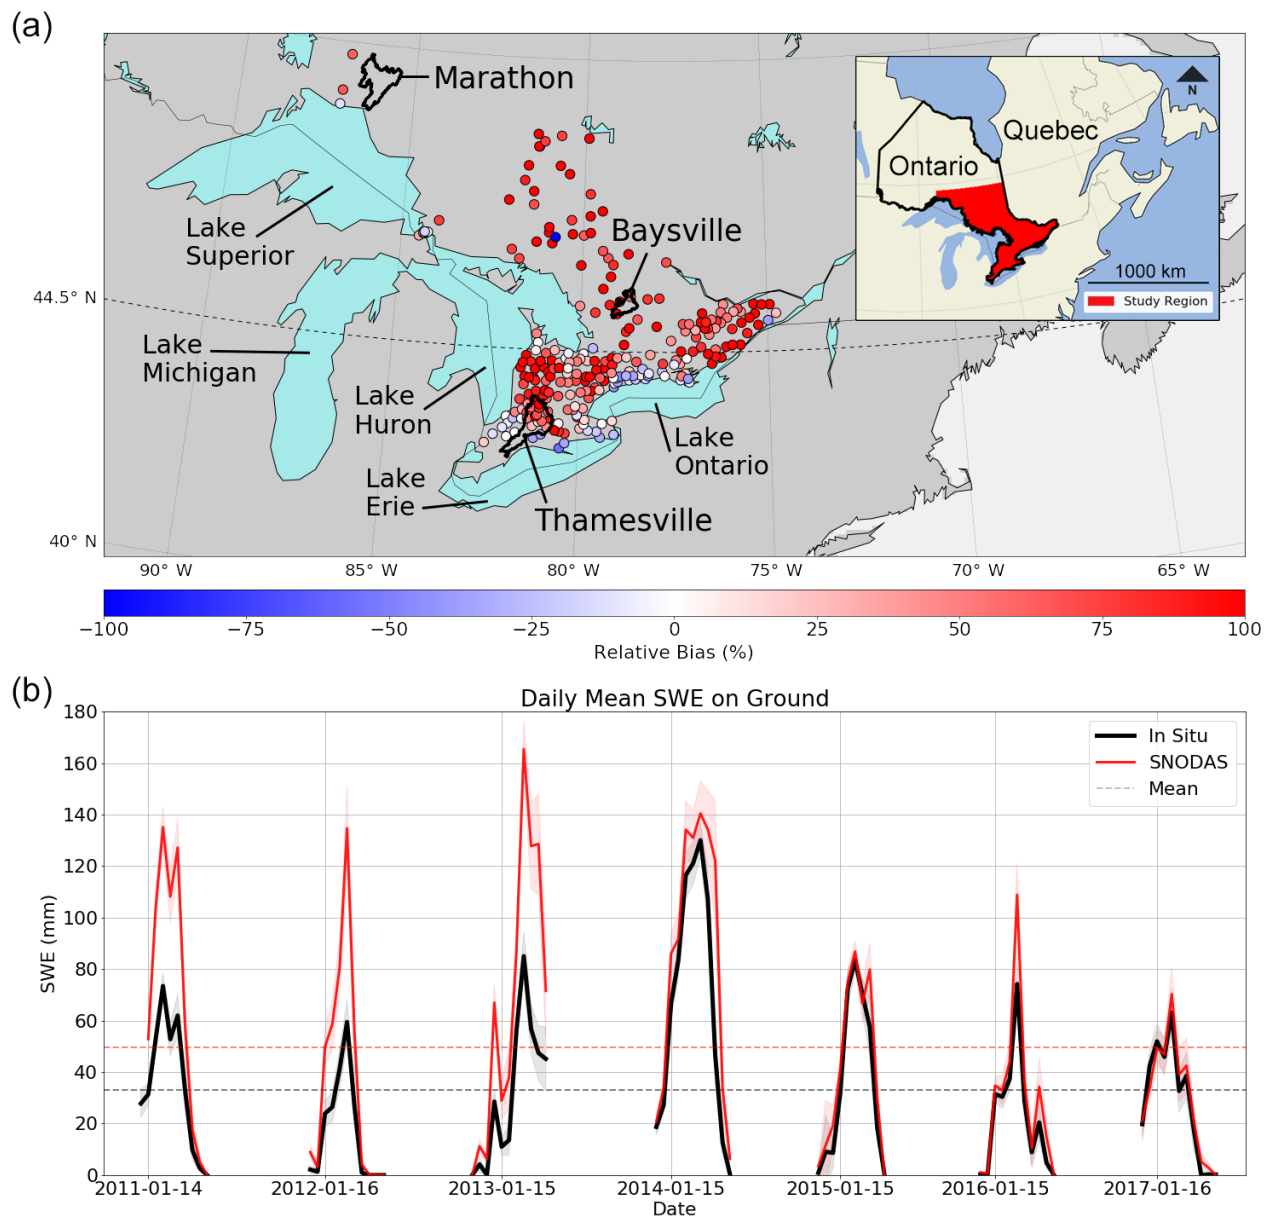 (a)
Marathon
N
Quebec
Ontario
1000 km
Study Region
Lake
Superior
Baysville
44.5° N
Lake
Michigan
Lake
Huron
Lake
Ontario
Lake
Erie
Thamesville
40° N
90° W
85° W
80° W
75° W
70° W
65° W
−100
−75
−50
−25
0
25
50
75
100
Relative Bias (%)
(b)
Daily Mean SWE on Ground
180
160
140
120
100
80
60
40
20
0
SWE (mm)
In Situ
SNODAS
Mean
2011-01-14
2012-01-16
2013-01-15
2014-01-15
2015-01-15
2016-01-15
2017-01-16
Date